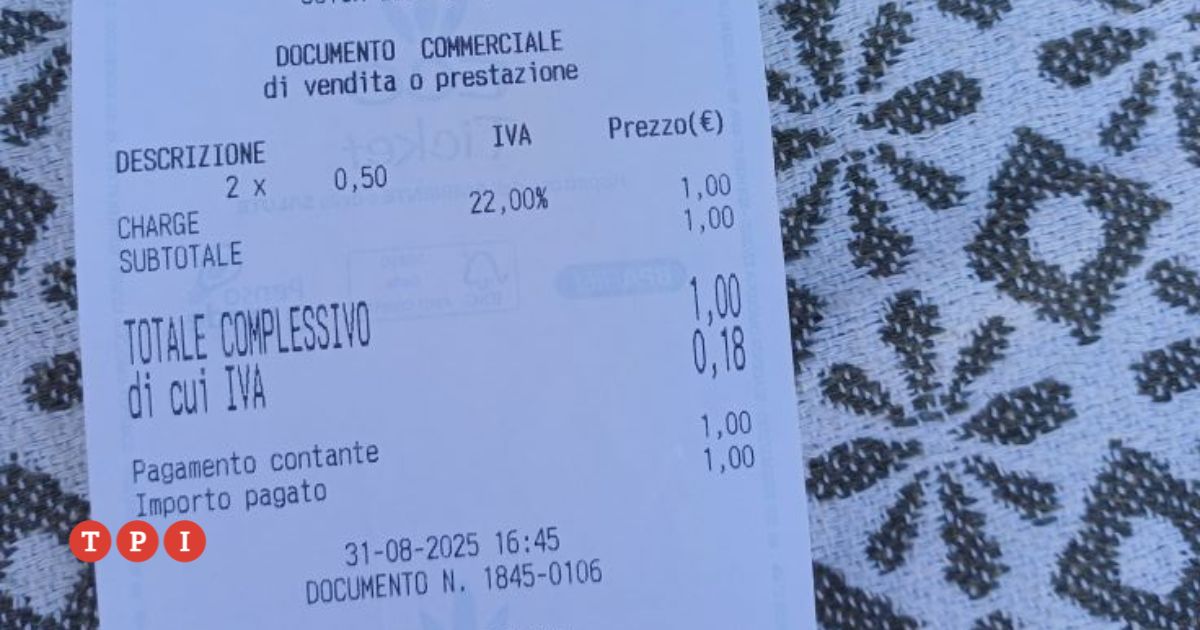 DOCUMENTO COMMERCIALE
di vendita o prestazione
DESCRIZIONE IVA Prezzo(€)
2 x 0,50
CHARGE 22,00% 1,00
SUBTOTALE 1,00
TOTALE COMPLESSIVO 1,00
di cui IVA 0,18
Pagamento contante 1,00
Importo pagato 1,00
31-08-2025 16:45
DOCUMENTO N. 1845-0106
TPI